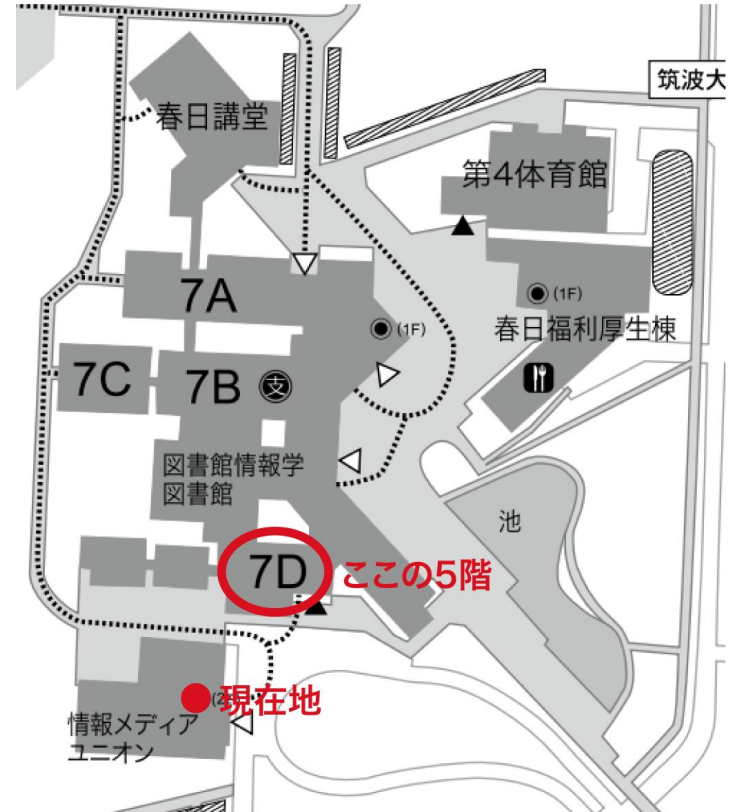 筑波大
春日講堂
第4体育館
7A
(1F)
(1F)
春日福利厚生棟
7C
7B
支
図書館情報学
図書館
池
7D
ここの5階
現在地
情報メディア
ユニオン